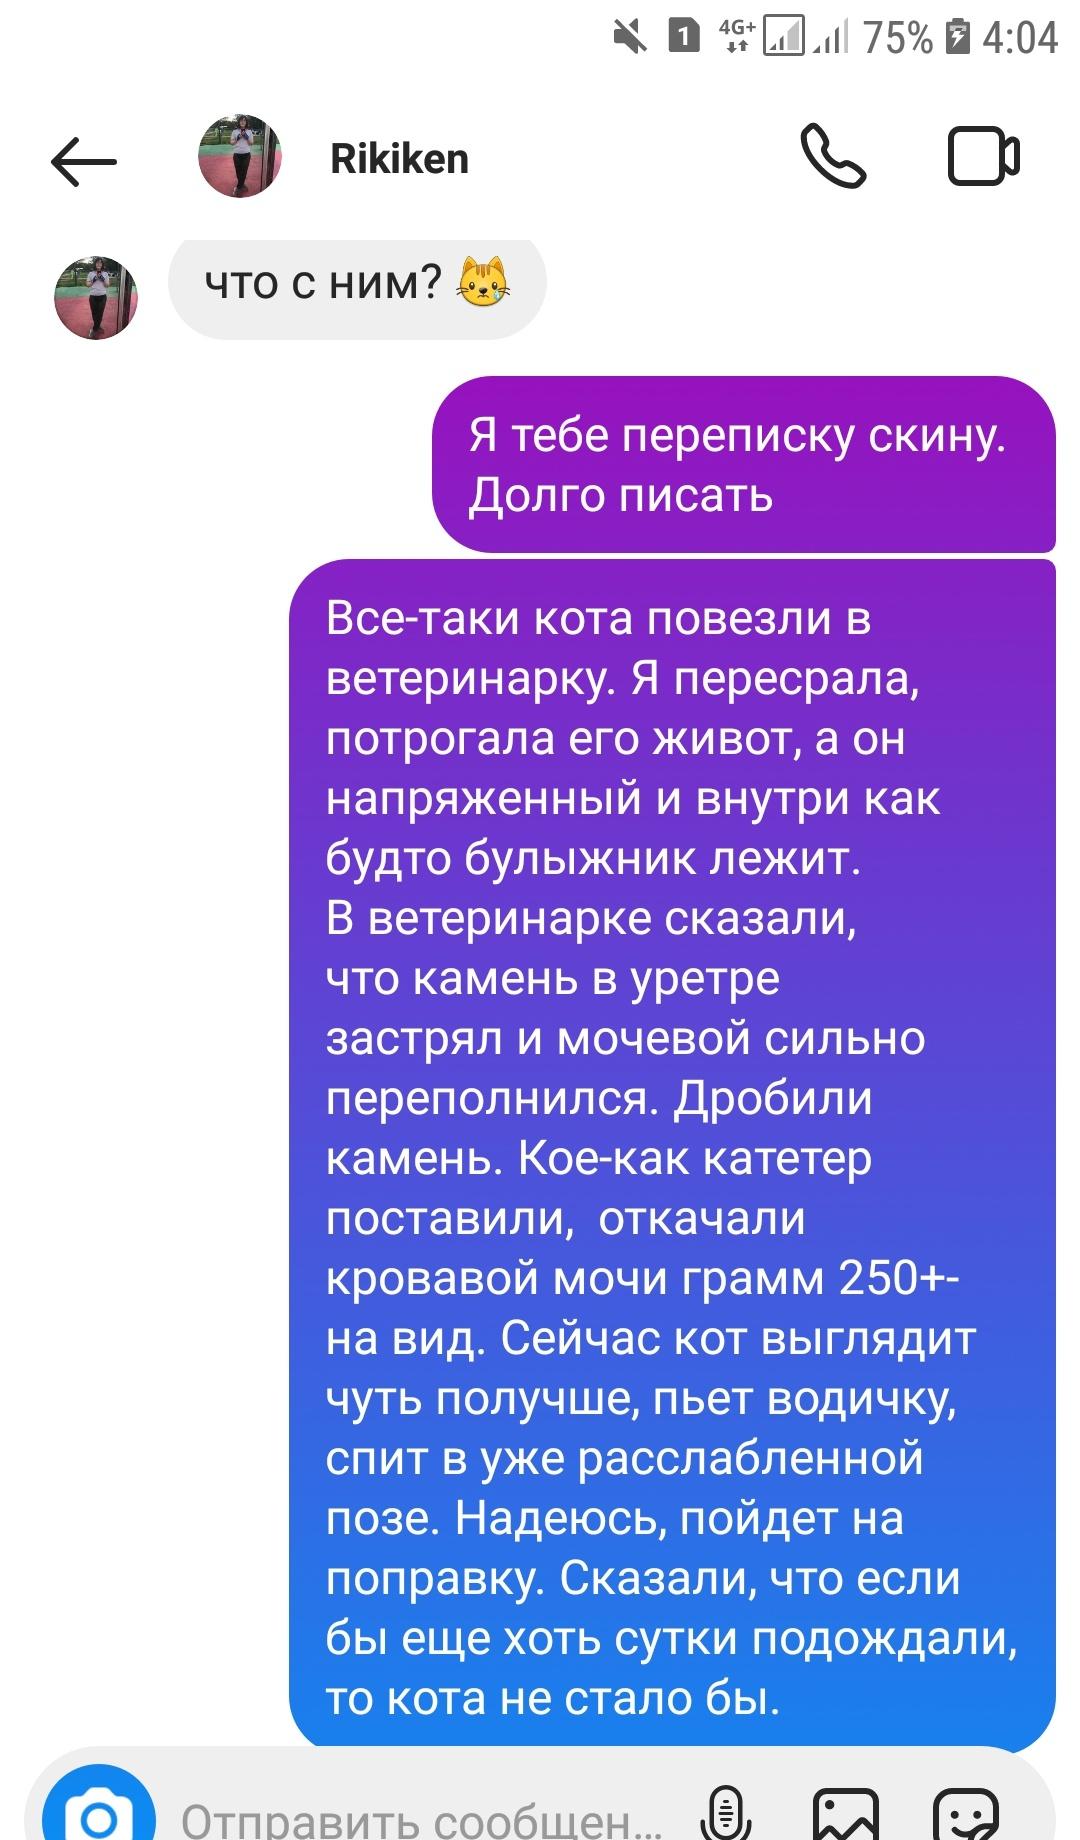 1 4G+ 75% 4:04
Rikiken
что с ним? 😿
Я тебе переписку скину.
Долго писать
Все-таки кота повезли в
ветеринарку. Я пересрала,
потрогала его живот, а он
напряженный и внутри как
будто булыжник лежит.
В ветеринарке сказали,
что камень в уретре
застрял и мочевой сильно
переполнился. Дробили
камень. Кое-как катетер
поставили,  откачали
кровавой мочи грамм 250+-
на вид. Сейчас кот выглядит
чуть получше, пьет водичку,
спит в уже расслабленной
позе. Надеюсь, пойдет на
поправку. Сказали, что если
бы еще хоть сутки подождали,
то кота не стало бы.
Отправить сообщен...